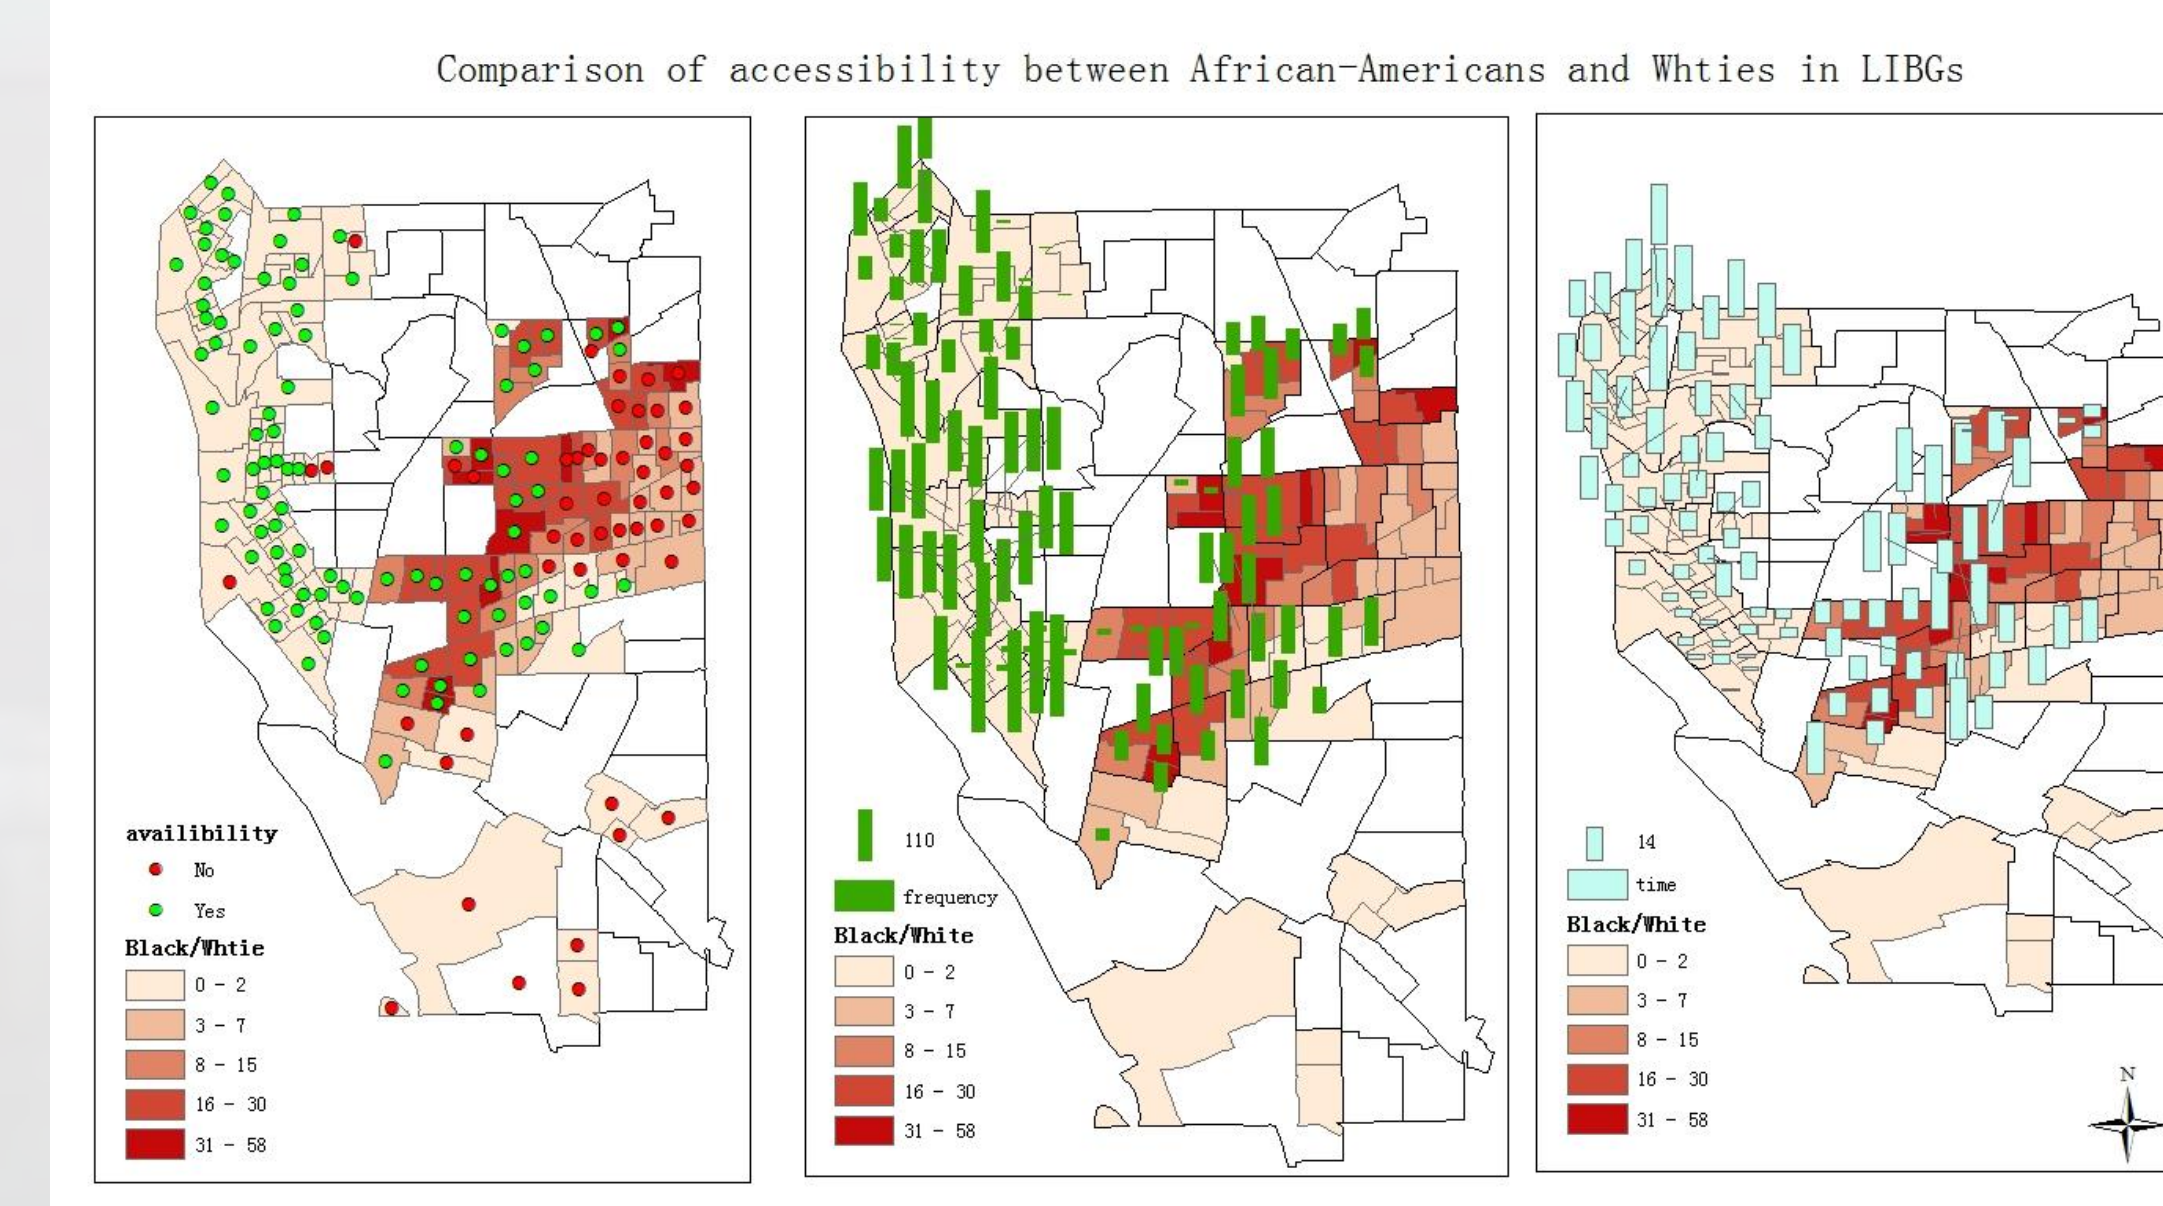 Comparison of accessibility between African-Americans and Whties in LIBGs
availibility
No
Yes
Black/Whtie
0 - 2
3 - 7
8 - 15
16 - 30
31 - 58
110
frequency
Black/White
0 - 2
3 - 7
8 - 15
16 - 30
31 - 58
14
time
Black/White
0 - 2
3 - 7
8 - 15
16 - 30
31 - 58
N